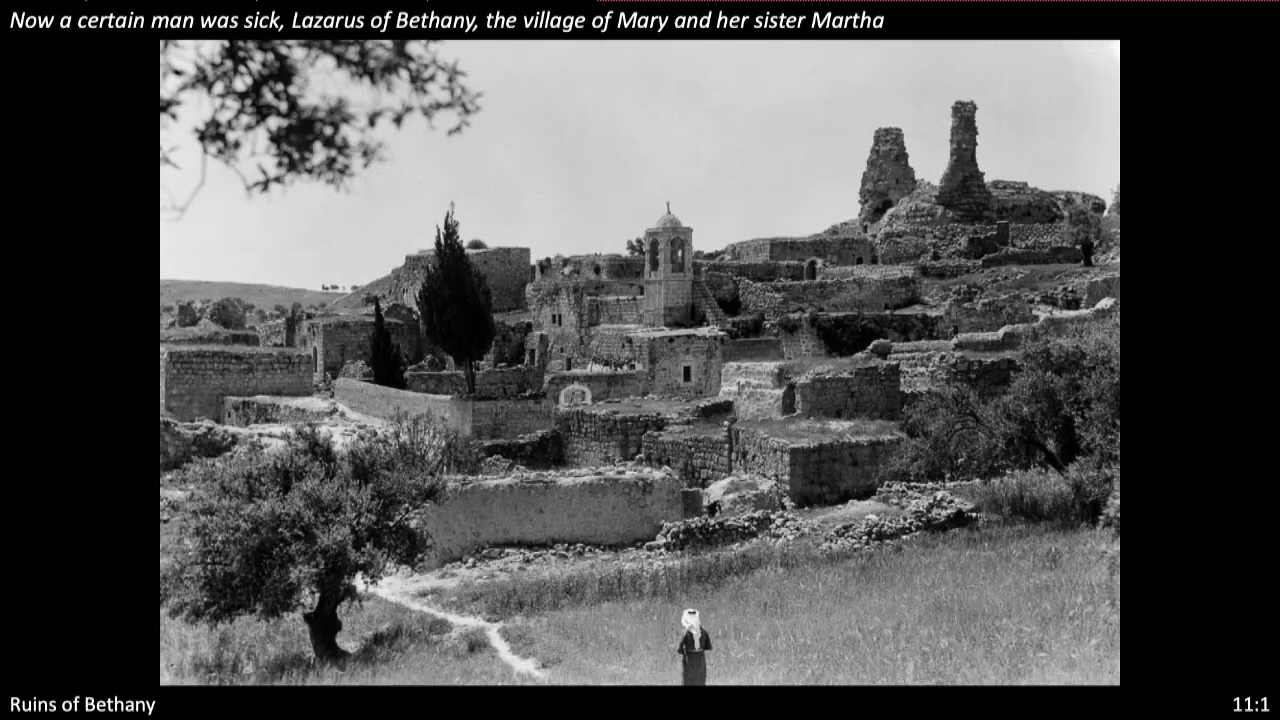 Now a certain man was sick, Lazarus of Bethany, the village of Mary and her sister Martha
Ruins of Bethany
11:1